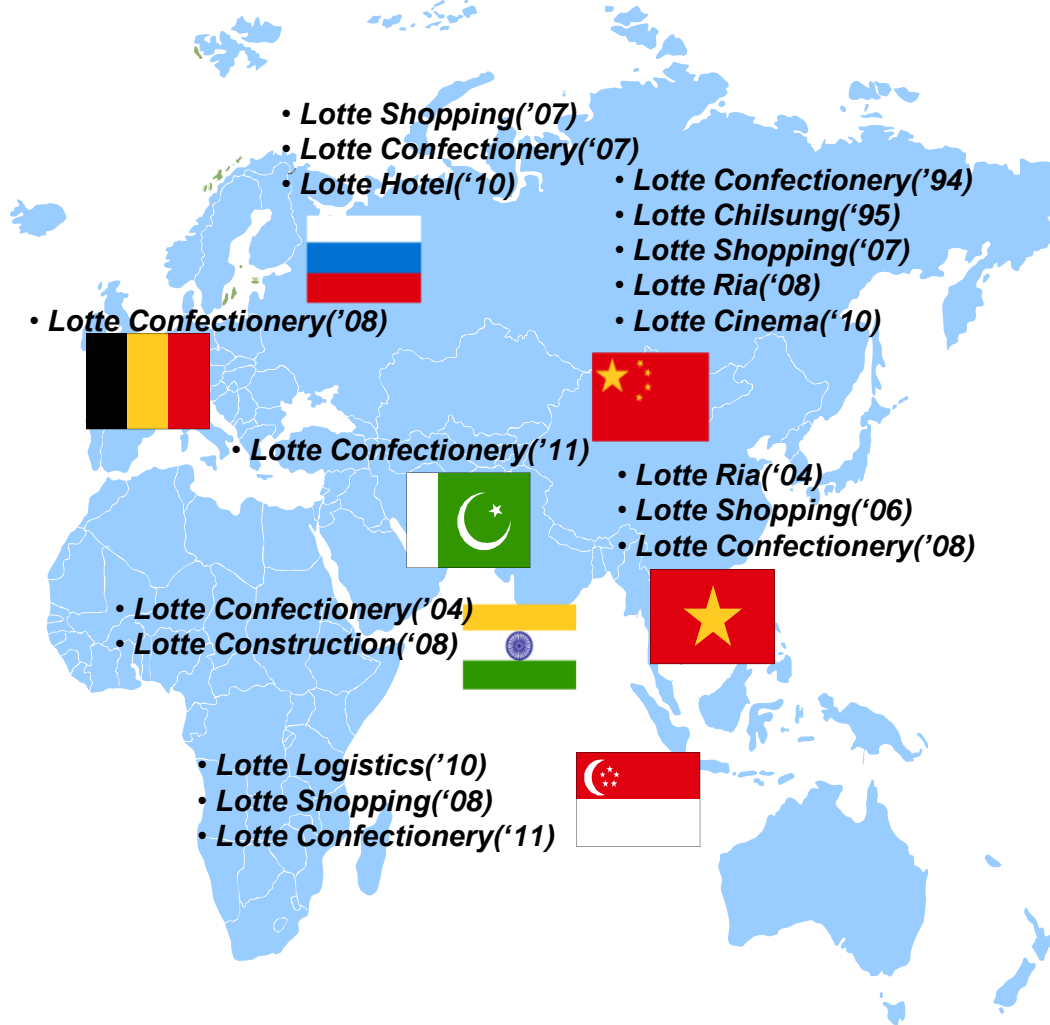 • Lotte Shopping(’07)
• Lotte Confectionery(‘07)
• Lotte Hotel(‘10)
• Lotte Confectionery(’94)
• Lotte Chilsung(‘95)
• Lotte Shopping(‘07)
• Lotte Ria(‘08)
• Lotte Cinema(‘10)
• Lotte Confectionery(’08)
• Lotte Confectionery(’11)
• Lotte Ria(‘04)
• Lotte Shopping(‘06)
• Lotte Confectionery(’08)
• Lotte Confectionery(’04)
• Lotte Construction(‘08)
• Lotte Logistics(’10)
• Lotte Shopping(‘08)
• Lotte Confectionery(‘11)